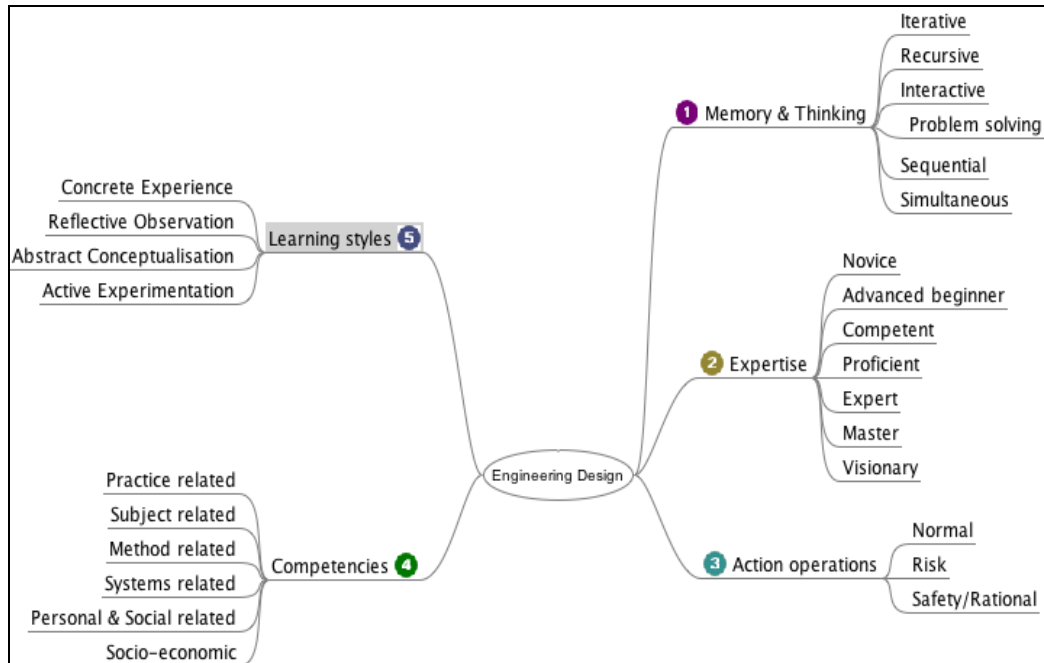 Engineering Design
1 Memory & Thinking
Iterative
Recursive
Interactive
Problem solving
Sequential
Simultaneous
2 Expertise
Novice
Advanced beginner
Competent
Proficient
Expert
Master
Visionary
3 Action operations
Normal
Risk
Safety/Rational
Competencies 4
Practice related
Subject related
Method related
Systems related
Personal & Social related
Socio-economic
Learning styles 5
Concrete Experience
Reflective Observation
Abstract Conceptualisation
Active Experimentation